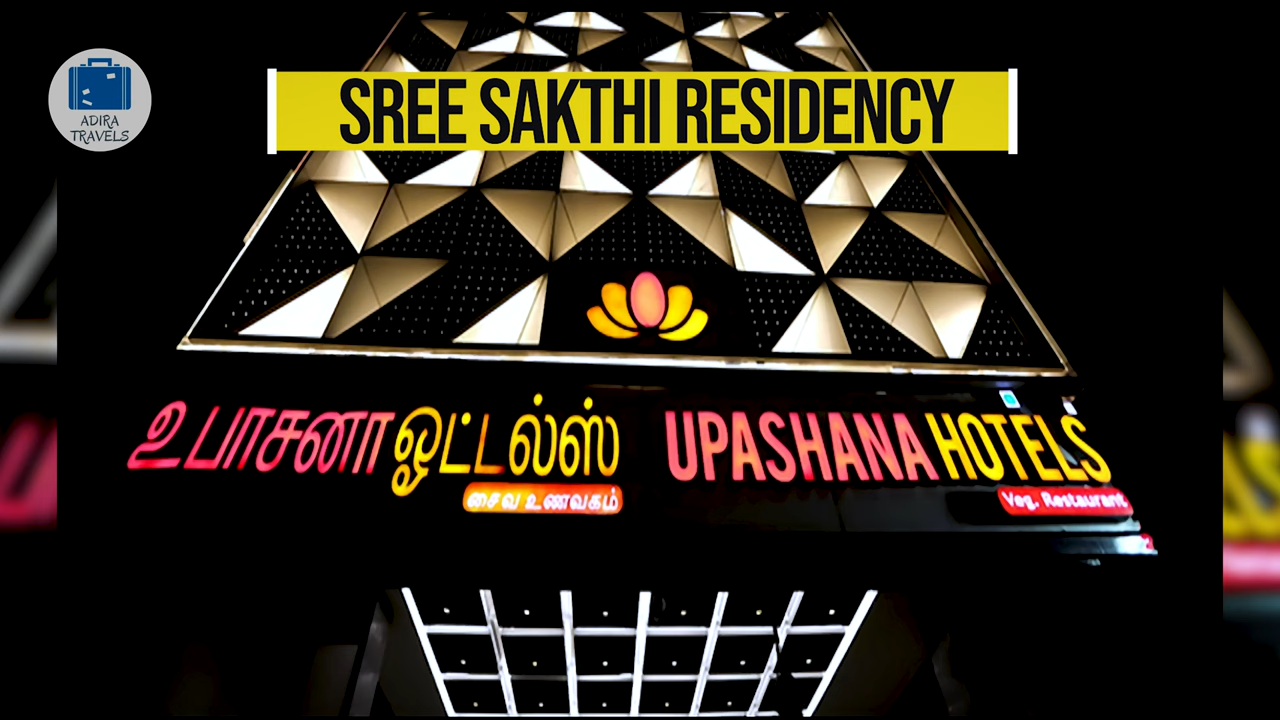 ADIRA
TRAVELS
SREE SAKTHI RESIDENCY
உபாசனா ஓட்டல்ஸ் UPASHANA HOTELS
சைவ உணவகம் Veg. Restaurant